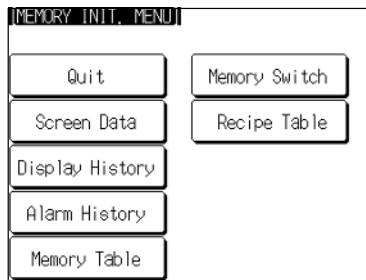 [MEMORY INIT. MENU]
Quit
Memory Switch
Screen Data
Recipe Table
Display History
Alarm History
Memory Table